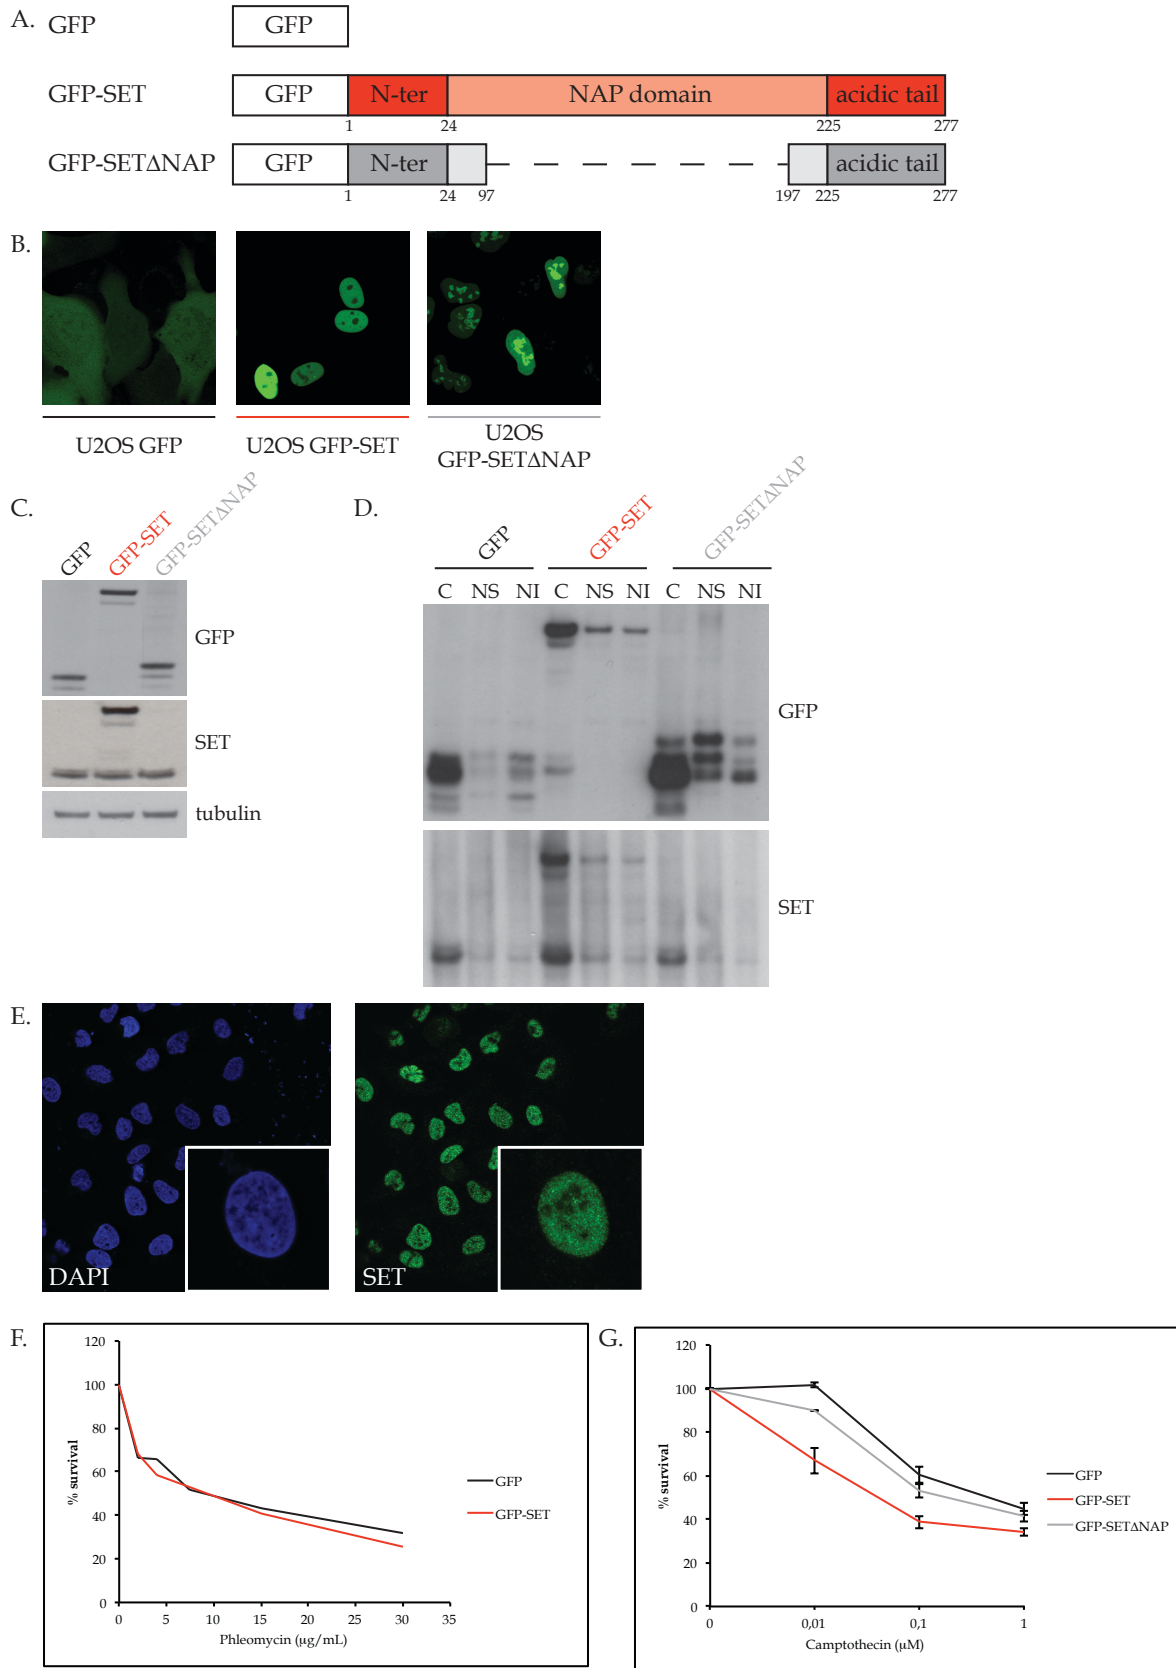 A.
GFP
GFP
GFP-SET
GFP N-ter NAP domain acidic tail
1 24 225 277
GFP-SETΔNAP
GFP N-ter acidic tail
1 24 97 197 225 277
B.
U2OS GFP
U2OS GFP-SET
U2OS
GFP-SETΔNAP
C.
GFP
GFP-SET
GFP-SETΔNAP
GFP
SET
tubulin
D.
GFP
GFP-SET
GFP-SETΔNAP
C NS NI C NS NI C NS NI
GFP
SET
E.
DAPI
SET
F.
120
100
80
60
40
20
0
% survival
0 5 10 15 20 25 30 35
Phleomycin (µg/mL)
GFP
GFP-SET
G.
120
100
80
60
40
20
0
% survival
0 0,01 0,1 1
Camptothecin (µM)
GFP
GFP-SET
GFP-SETΔNAP